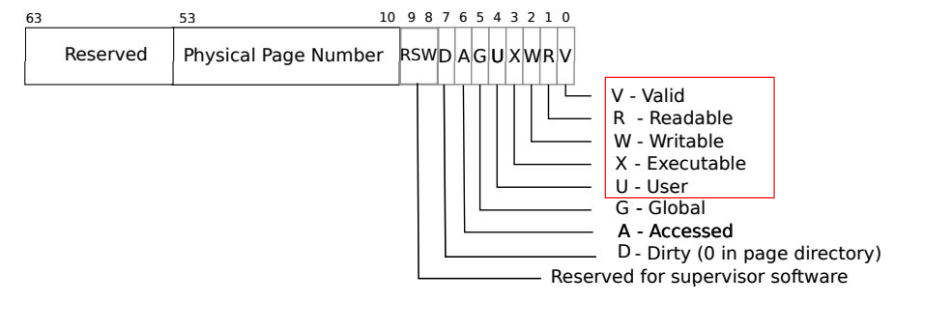 63 53 10 9 8 7 6 5 4 3 2 1 0
Reserved Physical Page Number RSW D A G U X W R V
V - Valid
R - Readable
W - Writable
X - Executable
U - User
G - Global
A - Accessed
D - Dirty (0 in page directory)
Reserved for supervisor software